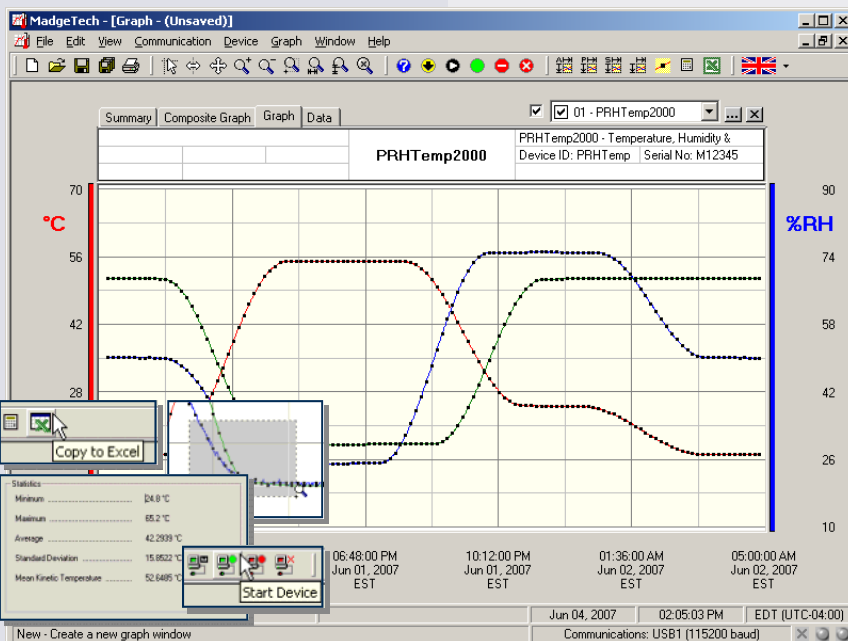 MadgeTech - [Graph - (Unsaved)]
File Edit View Communication Device Graph Window Help
Summary Composite Graph Graph Data 01 - PRHTemp2000 ...
PRHTemp2000
PRHTemp2000 - Temperature, Humidity &
Device ID: PRHTemp Serial No: M12345
70 90
°C %RH
56 74
42 58
28 42
26
10
Copy to Excel
Statistics
Minimum 24.8 °C
Maximum 65.2 °C
Average 42.2939 °C
Standard Deviation 15.8522 °C
Mean Kinetic Temperature 52.6485 °C
Start Device
06:48:00 PM 10:12:00 PM 01:36:00 AM 05:00:00 AM
Jun 01, 2007 Jun 01, 2007 Jun 02, 2007 Jun 02, 2007
EST EST EST EST
Jun 04, 2007 02:05:03 PM EDT (UTC-04:00)
New - Create a new graph window Communications: USB1 (115200 baud)